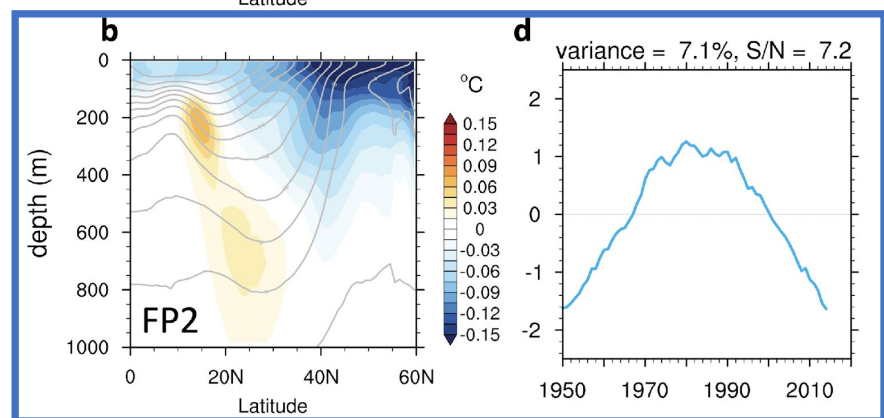 Latitude
b
d
variance = 7.1%, S/N = 7.2
0
200
400
600
800
1000
depth (m)
FP2
0
20N
40N
60N
Latitude
°C
0.15
0.12
0.09
0.06
0.03
0
-0.03
-0.06
-0.09
-0.12
-0.15
2
1
0
-1
-2
1950
1970
1990
2010